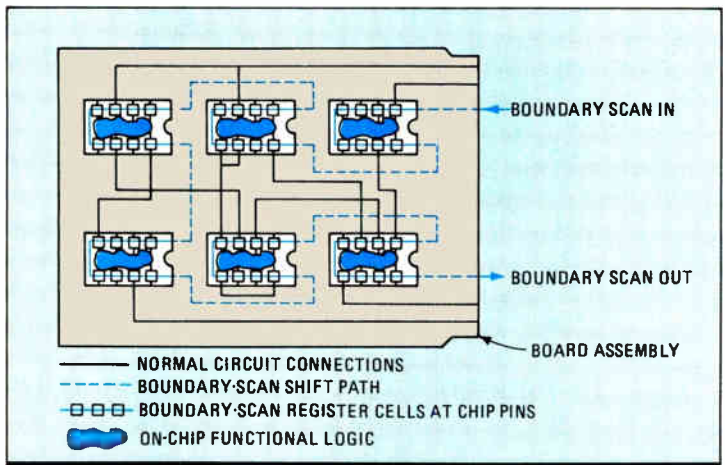 BOUNDARY SCAN IN
BOUNDARY SCAN OUT
BOARD ASSEMBLY
NORMAL CIRCUIT CONNECTIONS
BOUNDARY-SCAN SHIFT PATH
BOUNDARY-SCAN REGISTER CELLS AT CHIP PINS
ON-CHIP FUNCTIONAL LOGIC